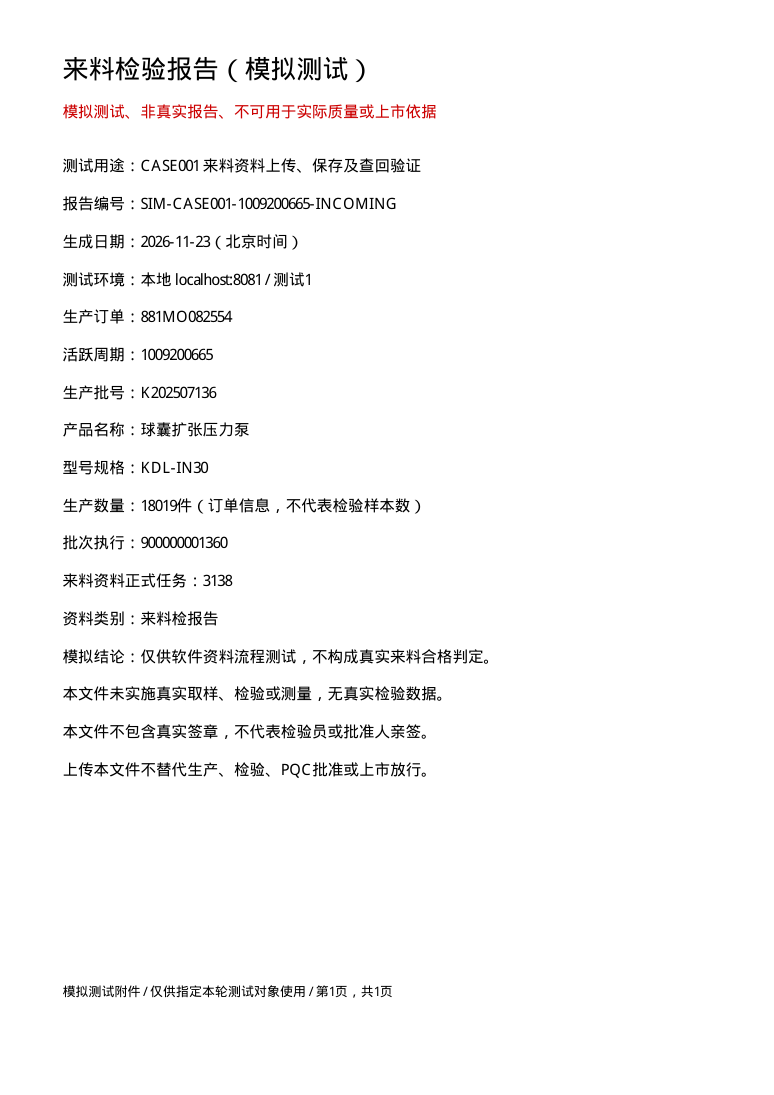 来料检验报告（模拟测试）
模拟测试、非真实报告、不可用于实际质量或上市依据
测试用途：CASE001 来料资料上传、保存及查回验证
报告编号：SIM-CASE001-1009200665-INCOMING
生成日期：2026-11-23（北京时间）
测试环境：本地 localhost:8081 / 测试1
生产订单：881MO082554
活跃周期：1009200665
生产批号：K202507136
产品名称：球囊扩张压力泵
型号规格：KDL-IN30
生产数量：18019件（订单信息，不代表检验样本数）
批次执行：900000001360
来料资料正式任务：3138
资料类别：来料检报告
模拟结论：仅供软件资料流程测试，不构成真实来料合格判定。
本文件未实施真实取样、检验或测量，无真实检验数据。
本文件不包含真实签章，不代表检验员或批准人亲签。
上传本文件不替代生产、检验、PQC批准或上市放行。
模拟测试附件 / 仅供指定本轮测试对象使用 / 第1页，共1页